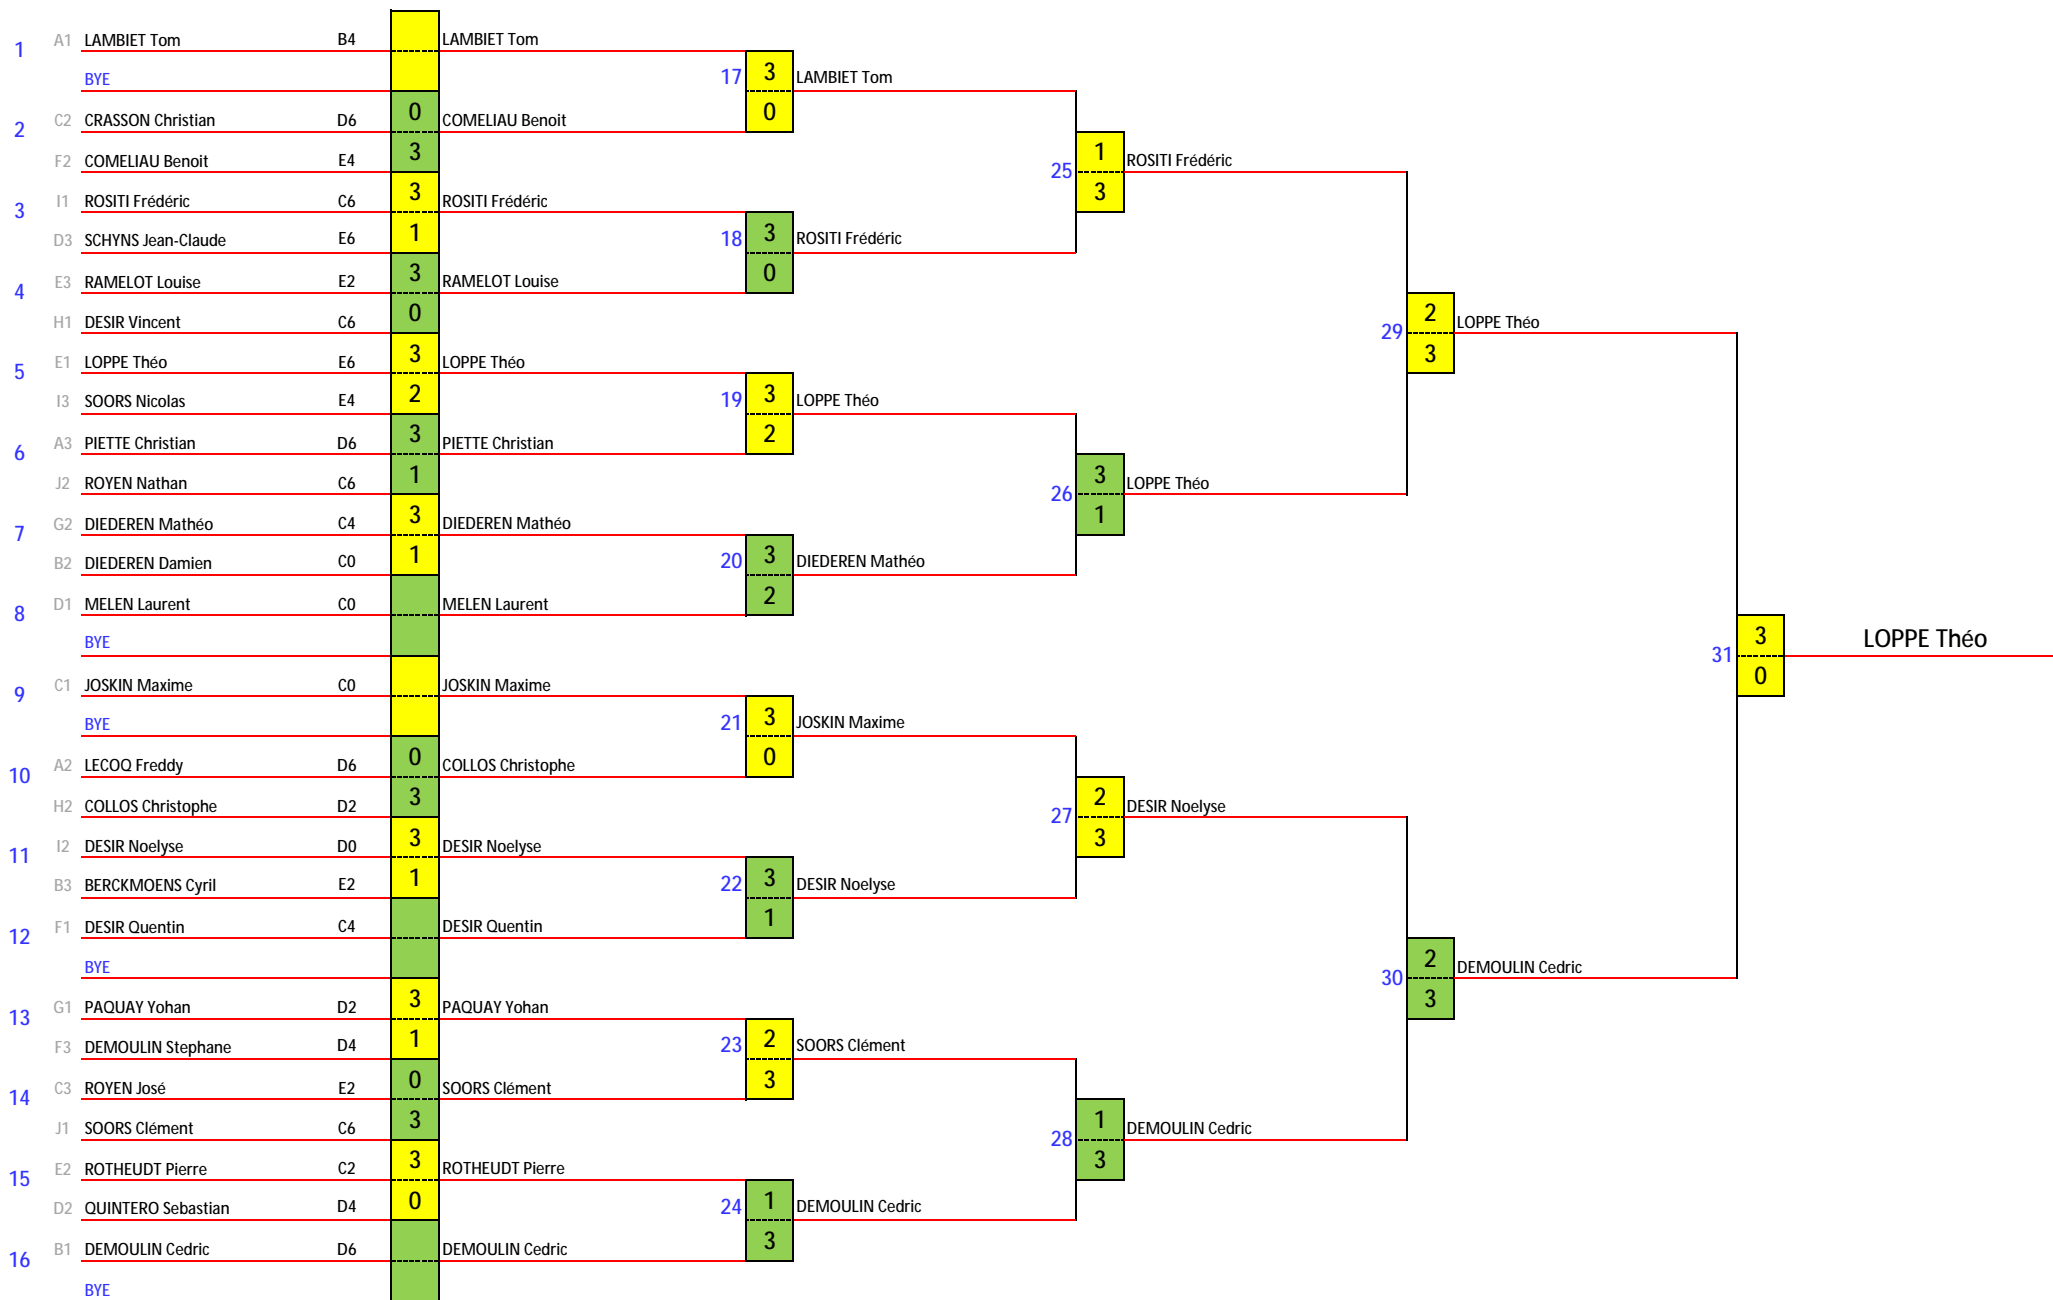 A1 LAMBIET Tom B4 LAMBIET Tom
1
BYE 17 3 LAMBIET Tom
0
C2 CRASSON Christian D6 0 COMELIAU Benoit
2
F2 COMELIAU Benoit E4 3
25 1 ROSITI Frédéric
3
I1 ROSITI Frédéric C6 3 ROSITI Frédéric
3
D3 SCHYNS Jean-Claude E6 1 18 3 ROSITI Frédéric
0
E3 RAMELOT Louise E2 3 RAMELOT Louise
4
H1 DESIR Vincent C6 0
29 2 LOPPE Théo
3
E1 LOPPE Théo E6 3 LOPPE Théo
5
I3 SOORS Nicolas E4 2 19 3 LOPPE Théo
2
A3 PIETTE Christian D6 3 PIETTE Christian
6
J2 ROYEN Nathan C6 1
26 3 LOPPE Théo
1
G2 DIEDEREN Mathéo C4 3 DIEDEREN Mathéo
7
B2 DIEDEREN Damien C0 1 20 3 DIEDEREN Mathéo
2
D1 MELEN Laurent C0 MELEN Laurent
8
BYE
31 3 LOPPE Théo
0
C1 JOSKIN Maxime C0 JOSKIN Maxime
9
BYE 21 3 JOSKIN Maxime
0
A2 LECOQ Freddy D6 0 COLLOS Christophe
10
H2 COLLOS Christophe D2 3
27 2 DESIR Noelyse
3
I2 DESIR Noelyse D0 3 DESIR Noelyse
11
B3 BERCKMOENS Cyril E2 1 22 3 DESIR Noelyse
1
F1 DESIR Quentin C4 DESIR Quentin
12
BYE
30 2 DEMOULIN Cedric
3
G1 PAQUAY Yohan D2 3 PAQUAY Yohan
13
F3 DEMOULIN Stephane D4 1 23 2 SOORS Clément
3
C3 ROYEN José E2 0 SOORS Clément
14
J1 SOORS Clément C6 3
28 1 DEMOULIN Cedric
3
E2 ROTHEUDT Pierre C2 3 ROTHEUDT Pierre
15
D2 QUINTERO Sebastian D4 0 24 1 DEMOULIN Cedric
3
B1 DEMOULIN Cedric D6 DEMOULIN Cedric
16
BYE